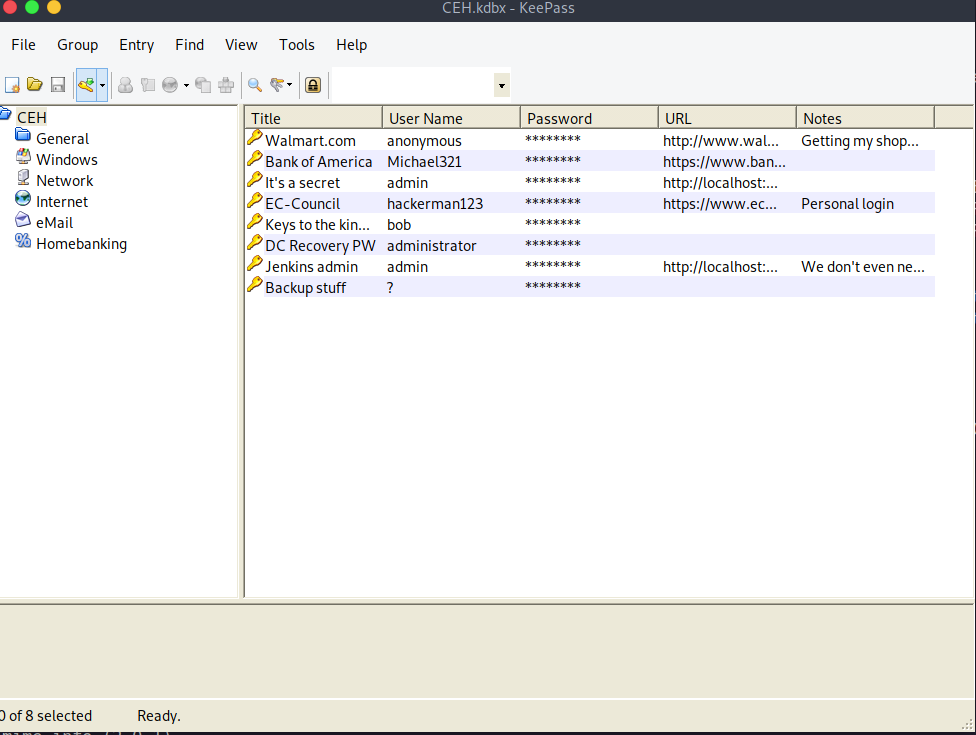 CEH.kdbx - KeePass
File Group Entry Find View Tools Help
CEH
General
Windows
Network
Internet
eMail
Homebanking
Title User Name Password URL Notes
Walmart.com anonymous ******** http://www.wal... Getting my shop...
Bank of America Michael321 ******** https://www.ban...
It's a secret admin ******** http://localhost:...
EC-Council hackerman123 ******** https://www.ec... Personal login
Keys to the kin... bob ********
DC Recovery PW administrator ********
Jenkins admin admin ******** http://localhost:... We don't even ne...
Backup stuff ? ********
0 of 8 selected Ready.